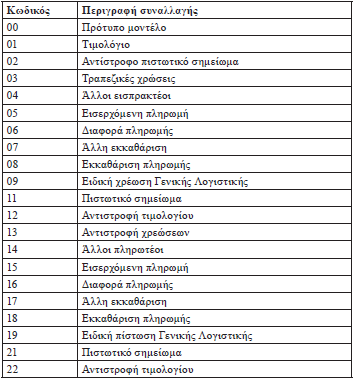 Κωδικός Περιγραφή συναλλαγής
00 Πρότυπο μοντέλο
01 Τιμολόγιο
02 Αντίστροφο πιστωτικό σημείωμα
03 Τραπεζικές χρώσεις
04 Άλλοι εισπρακτέοι
05 Εισερχόμενη πληρωμή
06 Διαφορά πληρωμής
07 Άλλη εκκαθάριση
08 Εκκαθάριση πληρωμής
09 Ειδική χρέωση Γενικής Λογιστικής
11 Πιστωτικό σημείωμα
12 Αντιστροφή τιμολογίου
13 Αντιστροφή χρεώσεων
14 Άλλοι πληρωτέοι
15 Εισερχόμενη πληρωμή
16 Διαφορά πληρωμής
17 Άλλη εκκαθάριση
18 Εκκαθάριση πληρωμής
19 Ειδική πίστωση Γενικής Λογιστικής
21 Πιστωτικό σημείωμα
22 Αντιστροφή τιμολογίου